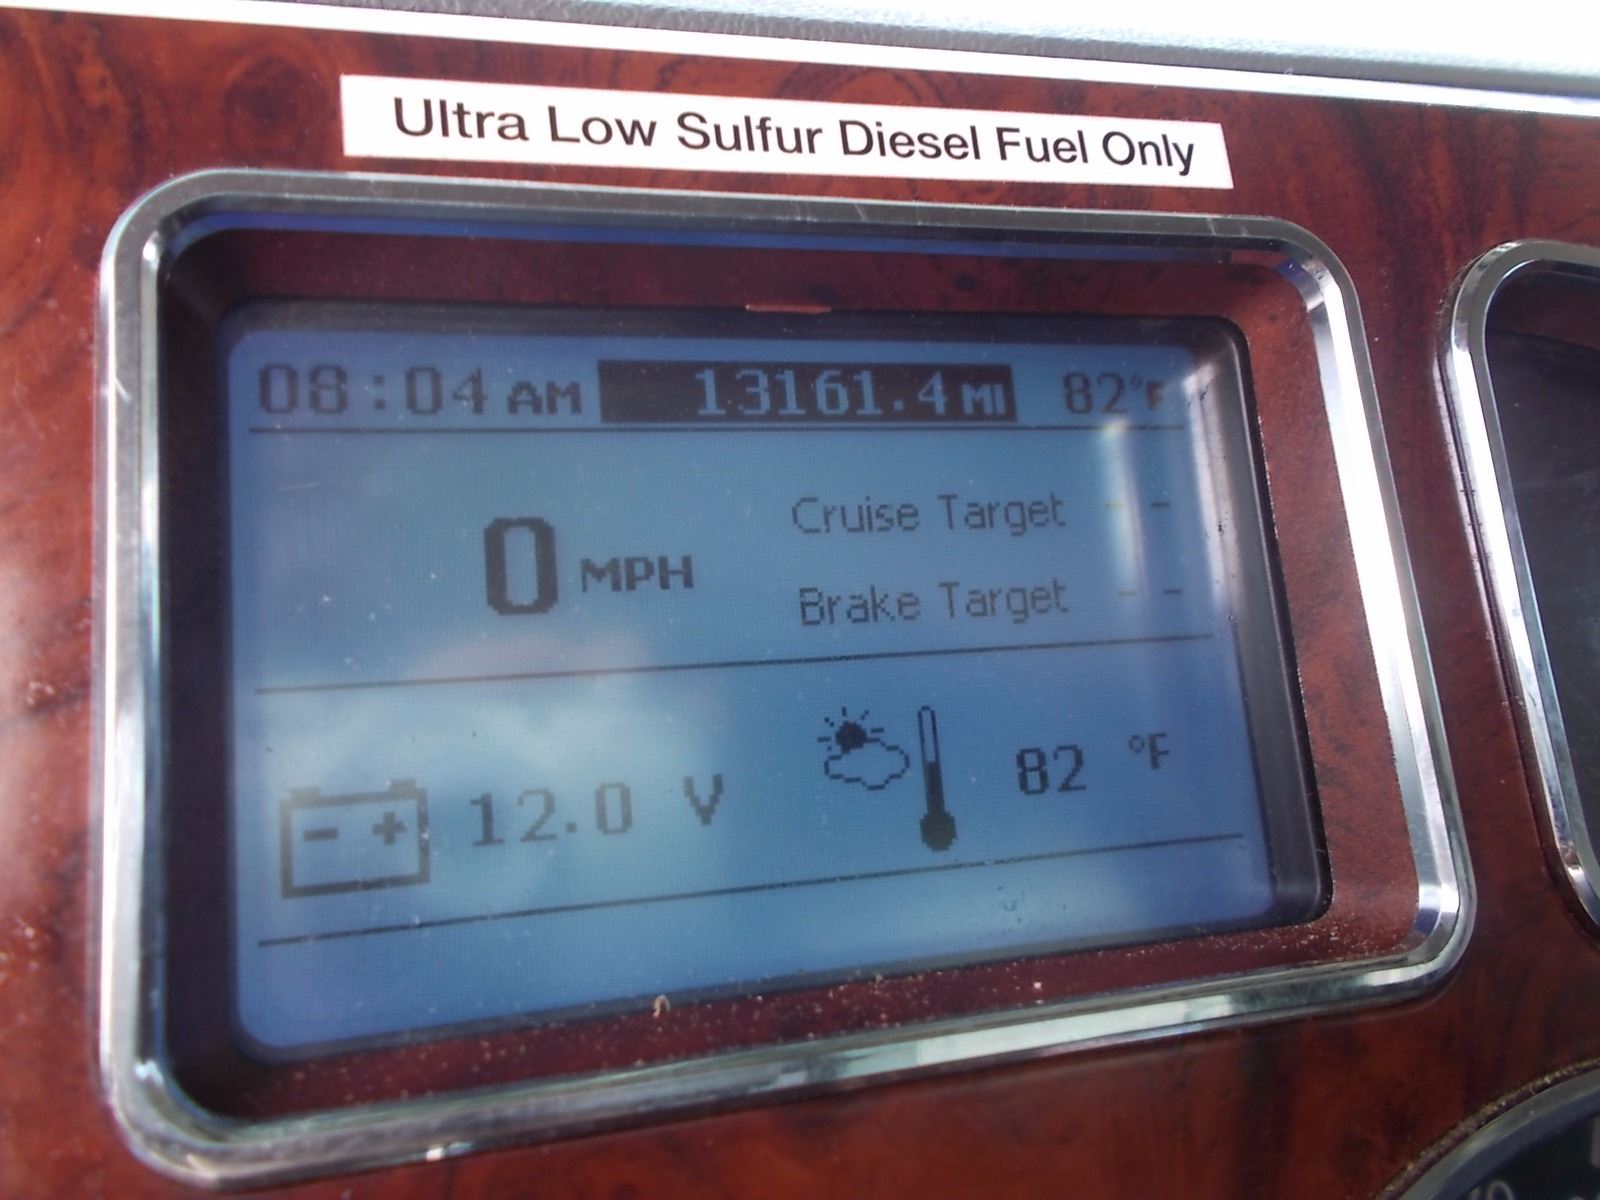 Ultra Low Sulfur Diesel Fuel Only
08:04 AM 13161.4 MI 82°F
0 MPH
Cruise Target - -
Brake Target - -
- +
12.0 V 82 °F